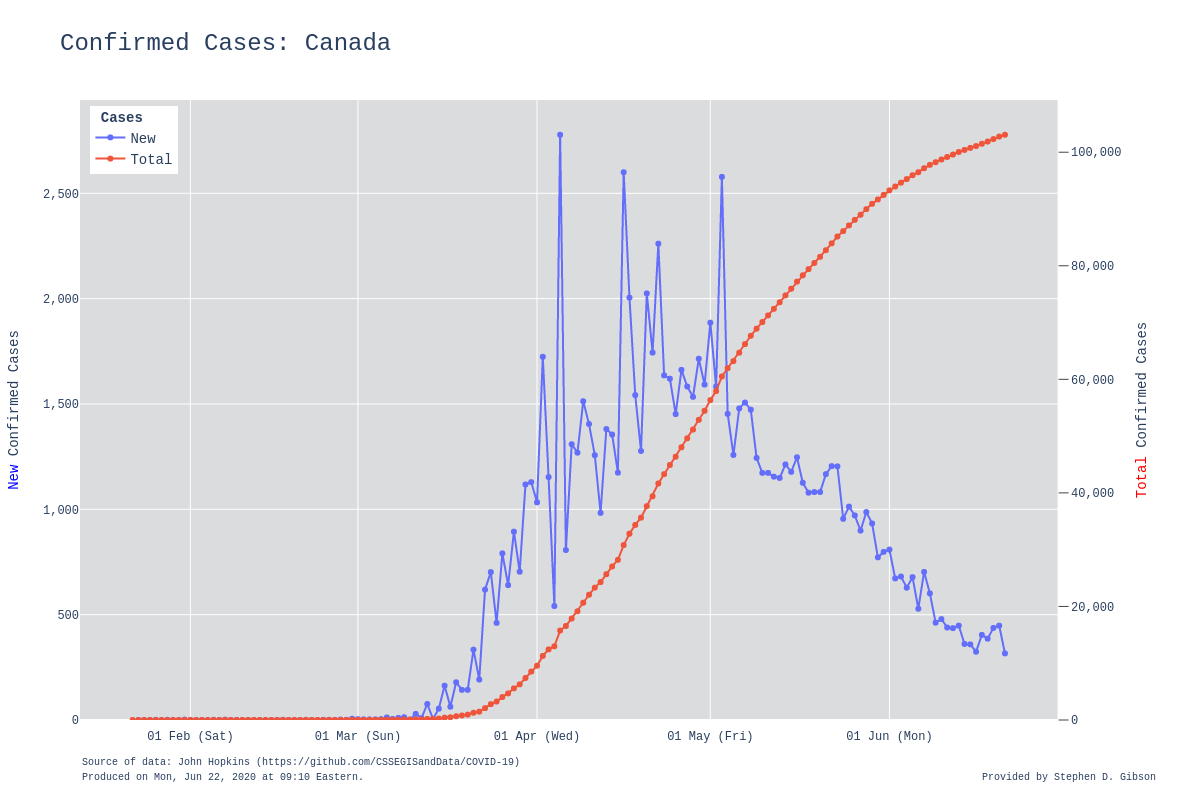 Confirmed Cases: Canada
Cases
New
Total
2,500
2,000
1,500
1,000
500
0
100,000
80,000
60,000
40,000
20,000
0
New Confirmed Cases
Total Confirmed Cases
01 Feb (Sat)
01 Mar (Sun)
01 Apr (Wed)
01 May (Fri)
01 Jun (Mon)
Source of data: John Hopkins (https://github.com/CSSEGISandData/COVID-19)
Produced on Mon, Jun 22, 2020 at 09:10 Eastern.
Provided by Stephen D. Gibson